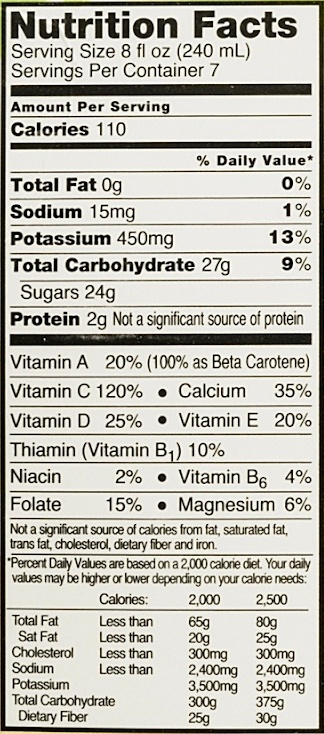 Nutrition Facts
Serving Size 8 fl oz (240 mL)
Servings Per Container 7
Amount Per Serving
Calories 110
% Daily Value*
Total Fat 0g 0%
Sodium 15mg 1%
Potassium 450mg 13%
Total Carbohydrate 27g 9%
Sugars 24g
Protein 2g Not a significant source of protein
Vitamin A 20% (100% as Beta Carotene)
Vitamin C 120% • Calcium 35%
Vitamin D 25% • Vitamin E 20%
Thiamin (Vitamin B₁) 10%
Niacin 2% • Vitamin B₆ 4%
Folate 15% • Magnesium 6%
Not a significant source of calories from fat, saturated fat,
trans fat, cholesterol, dietary fiber and iron.
*Percent Daily Values are based on a 2,000 calorie diet. Your daily
values may be higher or lower depending on your calorie needs:
Calories: 2,000 2,500
Total Fat Less than 65g 80g
Sat Fat Less than 20g 25g
Cholesterol Less than 300mg 300mg
Sodium Less than 2,400mg 2,400mg
Potassium 3,500mg 3,500mg
Total Carbohydrate 300g 375g
Dietary Fiber 25g 30g